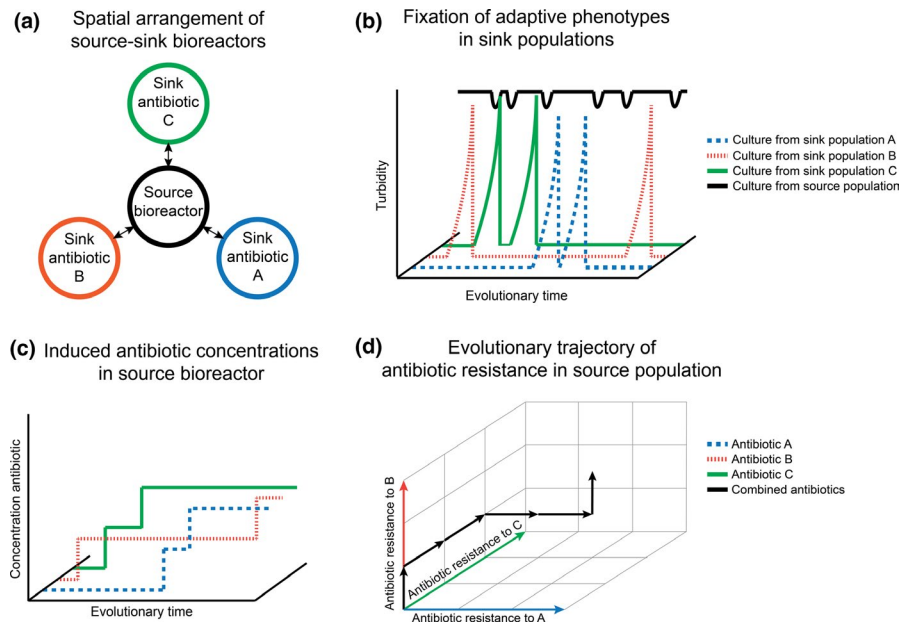 (a) Spatial arrangement of
source-sink bioreactors
Sink
antibiotic
C
Source
bioreactor
Sink
antibiotic
B
Sink
antibiotic
A
(b) Fixation of adaptive phenotypes
in sink populations
Turbidity
Evolutionary time
Culture from sink population A
Culture from sink population B
Culture from sink population C
Culture from source population
(c) Induced antibiotic concentrations
in source bioreactor
Concentration antibiotic
Evolutionary time
(d) Evolutionary trajectory of
antibiotic resistance in source population
Antibiotic resistance to B
Antibiotic resistance to C
Antibiotic resistance to A
Antibiotic A
Antibiotic B
Antibiotic C
Combined antibiotics